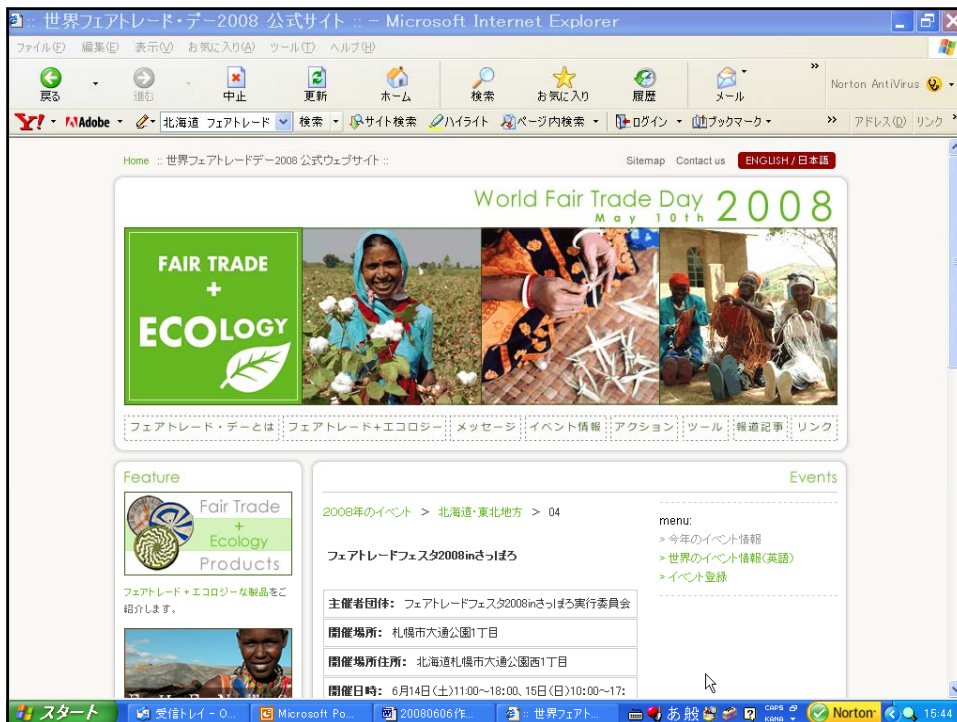 :: 世界フェアトレード・デー2008 公式サイト :: - Microsoft Internet Explorer
ファイル(F) 編集(E) 表示(V) お気に入り(A) ツール(T) ヘルプ(H)
戻る 進む 中止 更新 ホーム 検索 お気に入り 履歴 メール » Norton AntiVirus
Y! Adobe 北海道 フェアトレード 検索 サイト検索 ハイライト ページ内検索 ログイン ブックマーク » アドレス(D) リンク »
Home :: 世界フェアトレードデー2008 公式ウェブサイト :: Sitemap Contact us ENGLISH / 日本語
World Fair Trade Day 2008
May 10th
FAIR TRADE
+
ECOLOGY
フェアトレード・デーとは フェアトレード+エコロジー メッセージ イベント情報 アクション ツール 報道記事 リンク
Feature
Fair Trade
+
Ecology
Products
フェアトレード + エコロジーな製品をご
紹介します。
Events
2008年のイベント > 北海道・東北地方 > 04
フェアトレードフェスタ2008inさっぽろ
主催者団体: フェアトレードフェスタ2008inさっぽろ実行委員会
開催場所: 札幌市大通公園1丁目
開催場所住所: 北海道札幌市大通公園西1丁目
開催日時: 6月14日(土)11:00~18:00、15日(日)10:00~17:
menu:
» 今年のイベント情報
» 世界のイベント情報(英語)
» イベント登録
スタート 受信トレイ - O... Microsoft Po... 20080606作... :: 世界フェアト... あ 般 CAPS KANA Norton 15:44